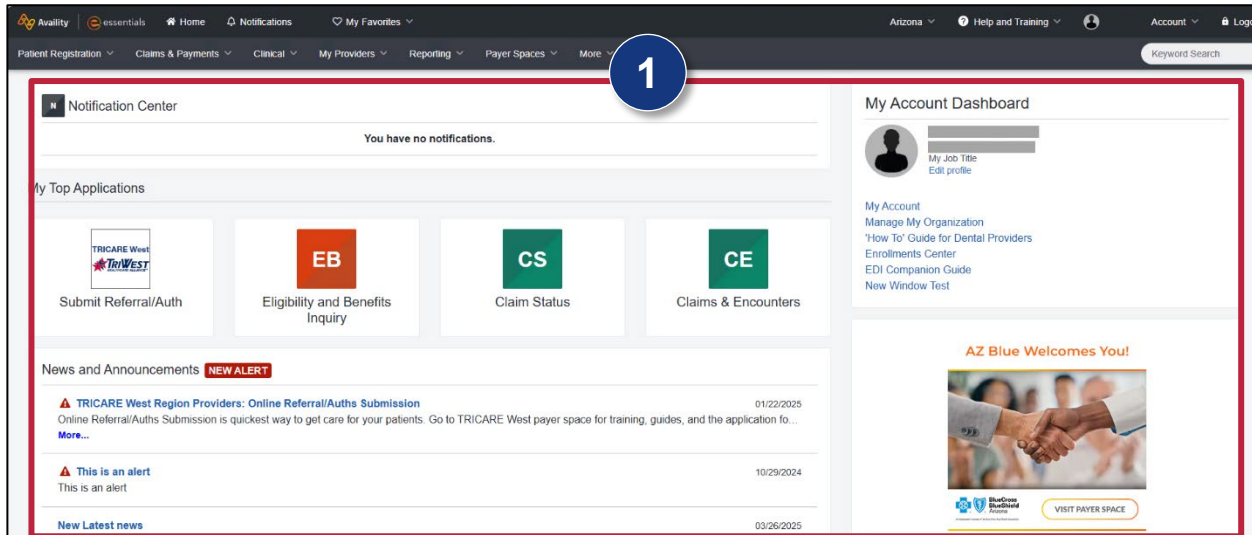 Availity essentials Home Notifications My Favorites Arizona Help and Training Account
Patient Registration Claims & Payments Clinical My Providers Reporting Payer Spaces More Keyword Search
1
N Notification Center
You have no notifications.
My Top Applications
TRICARE West
TRIWEST
Submit Referral/Auth
EB
Eligibility and Benefits
Inquiry
CS
Claim Status
CE
Claims & Encounters
News and Announcements NEW ALERT
TRICARE West Region Providers: Online Referral/Auths Submission 01/22/2025
Online Referral/Auths Submission is quickest way to get care for your patients. Go to TRICARE West payer space for training, guides, and the application fo...
More...
This is an alert 10/29/2024
This is an alert
New Latest news 03/26/2025
My Account Dashboard
My Job Title
Edit profile
My Account
Manage My Organization
'How To' Guide for Dental Providers
Enrollments Center
EDI Companion Guide
New Window Test
AZ Blue Welcomes You!
BlueCross
BlueShield
Arizona
VISIT PAYER SPACE